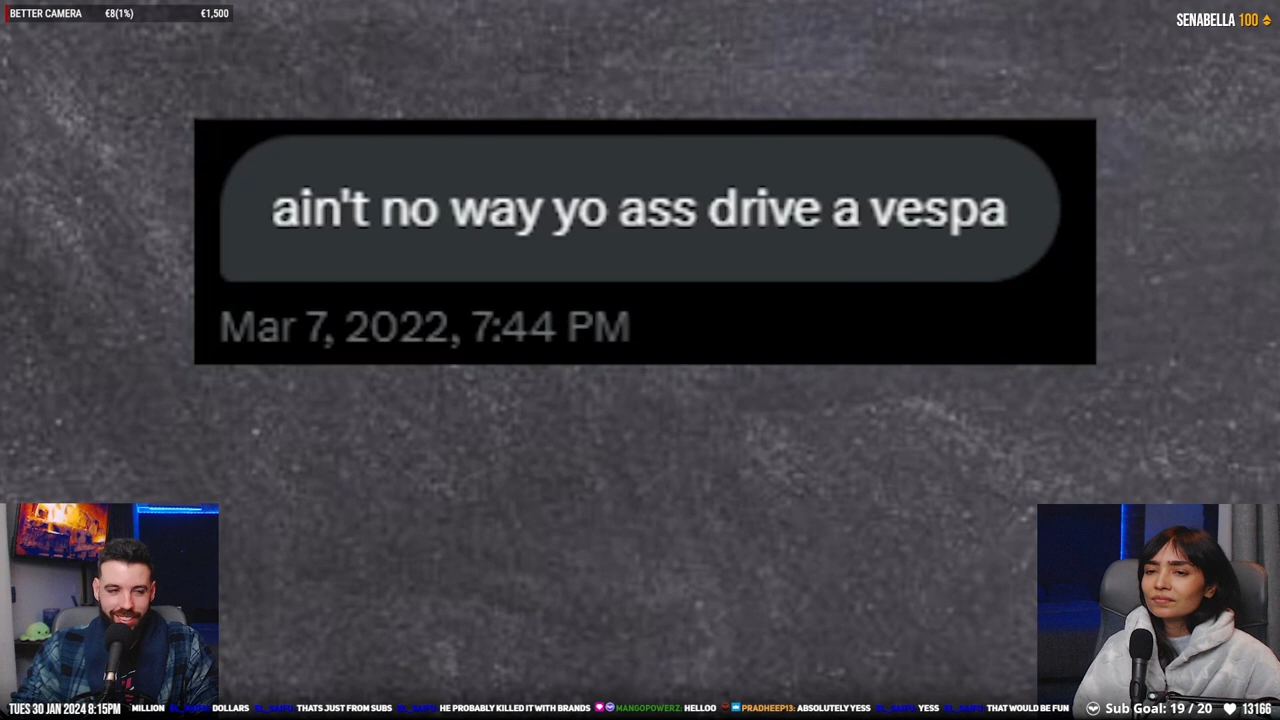 BETTER CAMERA €8(1%) €1,500
SENABELLA 100
ain't no way yo ass drive a vespa
Mar 7, 2022, 7:44 PM
TUES 30 JAN 2024 8:15PM
MILLION DOLLARS THATS JUST FROM SUBS HE PROBABLY KILLED IT WITH BRANDS MANGOPOWERZ: HELLOO PRADHEEP13: ABSOLUTELY YESS YESS THAT WOULD BE FUN
Sub Goal: 19 / 20 13166